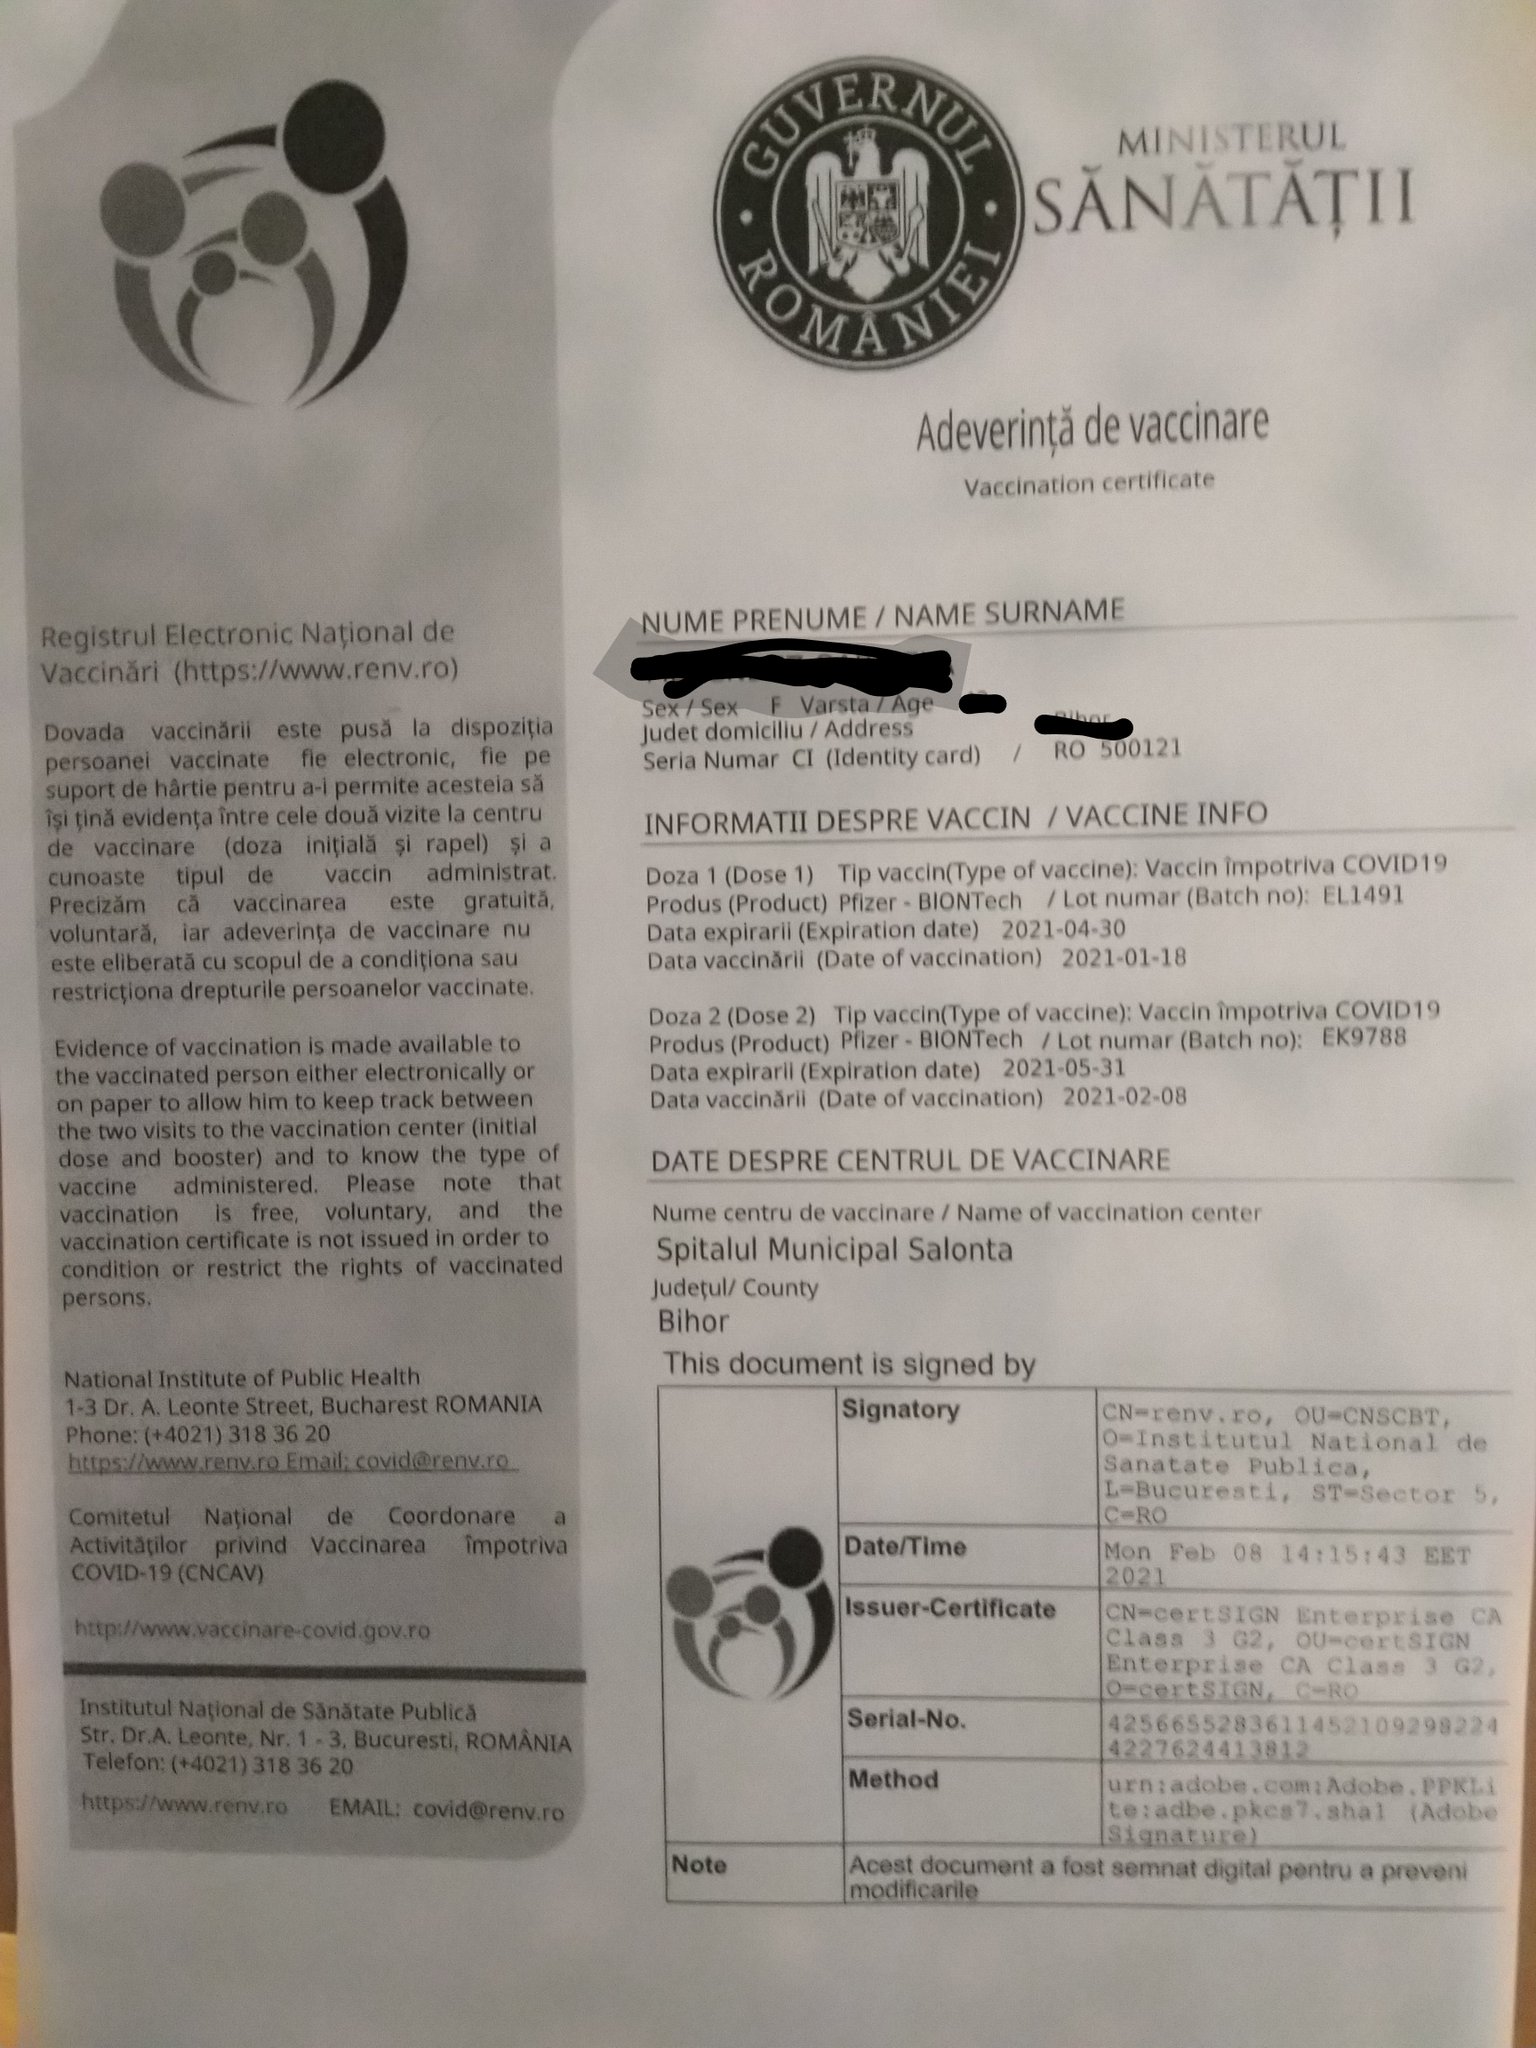 GUVERNUL ROMÂNIEI
MINISTERUL
SĂNĂTĂȚII
Adeverință de vaccinare
Vaccination certificate
Registrul Electronic Național de
Vaccinări (https://www.renv.ro)
Dovada vaccinării este pusă la dispoziția
persoanei vaccinate fie electronic, fie pe
suport de hârtie pentru a-i permite acesteia să
își țină evidența între cele două vizite la centru
de vaccinare (doza inițială și rapel) și a
cunoaste tipul de vaccin administrat.
Precizăm că vaccinarea este gratuită,
voluntară, iar adeverința de vaccinare nu
este eliberată cu scopul de a condiționa sau
restricționa drepturile persoanelor vaccinate.
Evidence of vaccination is made available to
the vaccinated person either electronically or
on paper to allow him to keep track between
the two visits to the vaccination center (initial
dose and booster) and to know the type of
vaccine administered. Please note that
vaccination is free, voluntary, and the
vaccination certificate is not issued in order to
condition or restrict the rights of vaccinated
persons.
National Institute of Public Health
1-3 Dr. A. Leonte Street, Bucharest ROMANIA
Phone: (+4021) 318 36 20
https://www.renv.ro Email: covid@renv.ro
Comitetul Național de Coordonare a
Activităților privind Vaccinarea împotriva
COVID-19 (CNCAV)
http://www.vaccinare-covid.gov.ro
Institutul Național de Sănătate Publică
Str. Dr.A. Leonte, Nr. 1 - 3, Bucuresti, ROMÂNIA
Telefon: (+4021) 318 36 20
https://www.renv.ro EMAIL: covid@renv.ro
NUME PRENUME / NAME SURNAME
Sex / Sex F Varsta / Age
Judet domiciliu / Address
Seria Numar CI (Identity card) / RO 500121
INFORMATII DESPRE VACCIN / VACCINE INFO
Doza 1 (Dose 1) Tip vaccin(Type of vaccine): Vaccin împotriva COVID19
Produs (Product) Pfizer - BIONTech / Lot numar (Batch no): EL1491
Data expirarii (Expiration date) 2021-04-30
Data vaccinării (Date of vaccination) 2021-01-18
Doza 2 (Dose 2) Tip vaccin(Type of vaccine): Vaccin împotriva COVID19
Produs (Product) Pfizer - BIONTech / Lot numar (Batch no): EK9788
Data expirarii (Expiration date) 2021-05-31
Data vaccinării (Date of vaccination) 2021-02-08
DATE DESPRE CENTRUL DE VACCINARE
Nume centru de vaccinare / Name of vaccination center
Spitalul Municipal Salonta
Județul/ County
Bihor
This document is signed by
Signatory
CN=renv.ro, OU=CNSCBT,
O=Institutul National de
Sanatate Publica,
L=Bucuresti, ST=Sector 5,
C=RO
Date/Time
Mon Feb 08 14:15:43 EET
2021
Issuer-Certificate
CN=certSIGN Enterprise CA
Class 3 G2, OU=certSIGN
Enterprise CA Class 3 G2,
O=certSIGN, C=RO
Serial-No.
4256655283611452109298224
4227624413812
Method
urn:adobe.com:Adobe.PPKLi
te:adbe.pkcs7.sha1 (Adobe
Signature)
Note
Acest document a fost semnat digital pentru a preveni
modificarile